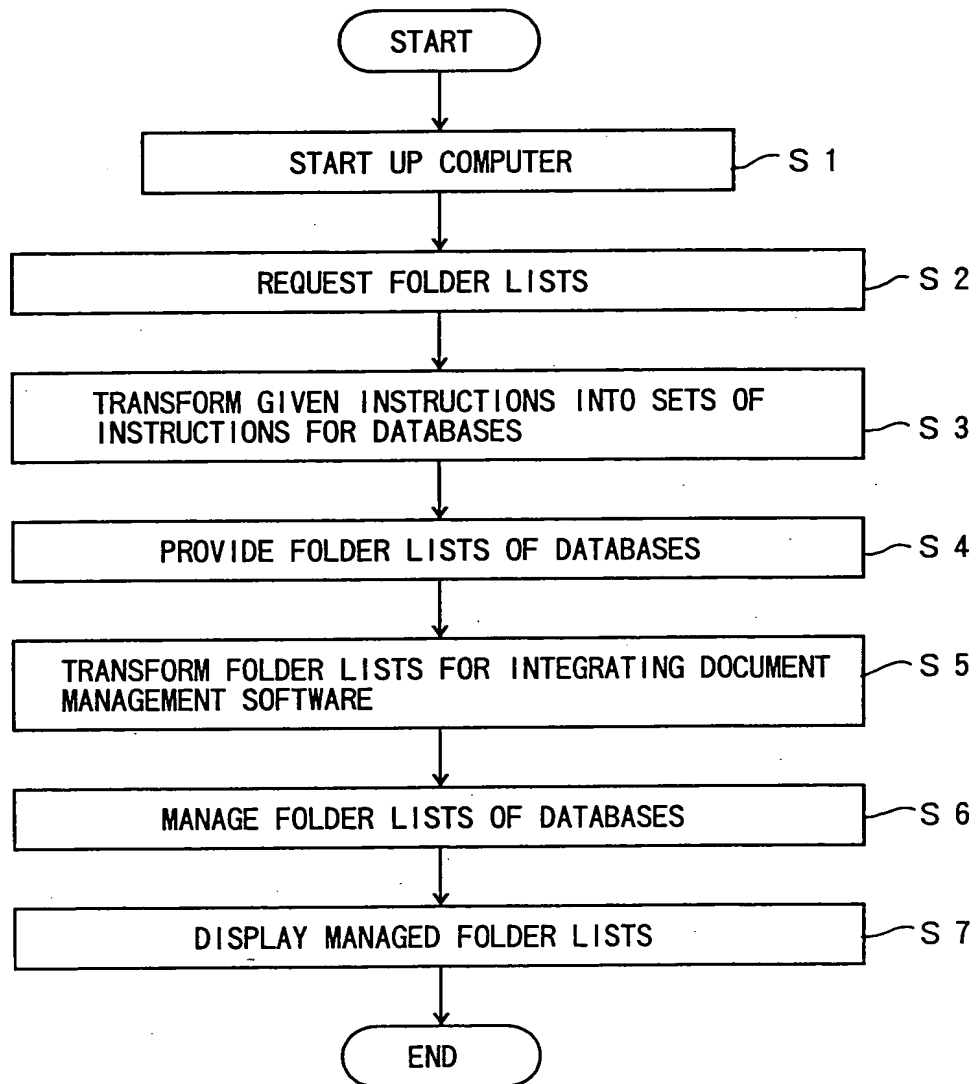 START
START UP COMPUTER
S 1
REQUEST FOLDER LISTS
S 2
TRANSFORM GIVEN INSTRUCTIONS INTO SETS OF
INSTRUCTIONS FOR DATABASES
S 3
PROVIDE FOLDER LISTS OF DATABASES
S 4
TRANSFORM FOLDER LISTS FOR INTEGRATING DOCUMENT
MANAGEMENT SOFTWARE
S 5
MANAGE FOLDER LISTS OF DATABASES
S 6
DISPLAY MANAGED FOLDER LISTS
S 7
END